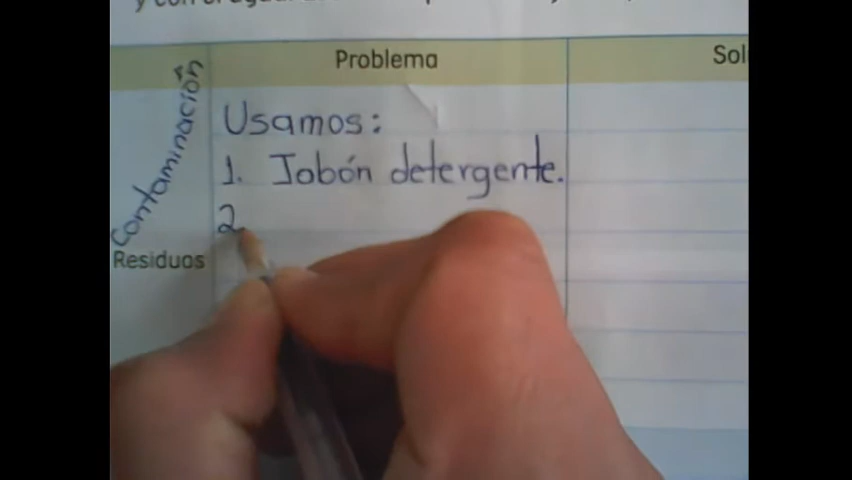 Problema
Sol
Contaminación
Usamos:
1. Jobón detergente.
2
Residuos